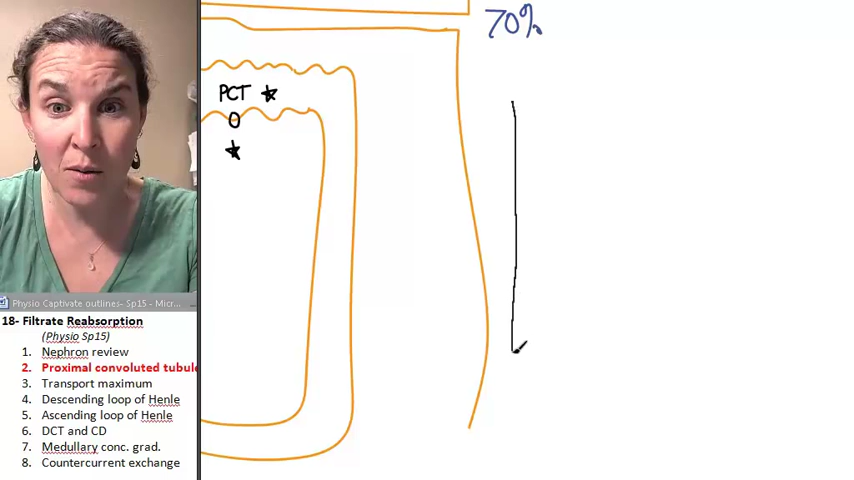 70%
PCT
Physio Captivate outlines- Sp15 - Micr...
18- Filtrate Reabsorption
(Physio Sp15)
1. Nephron review
2. Proximal convoluted tubule
3. Transport maximum
4. Descending loop of Henle
5. Ascending loop of Henle
6. DCT and CD
7. Medullary conc. grad.
8. Countercurrent exchange